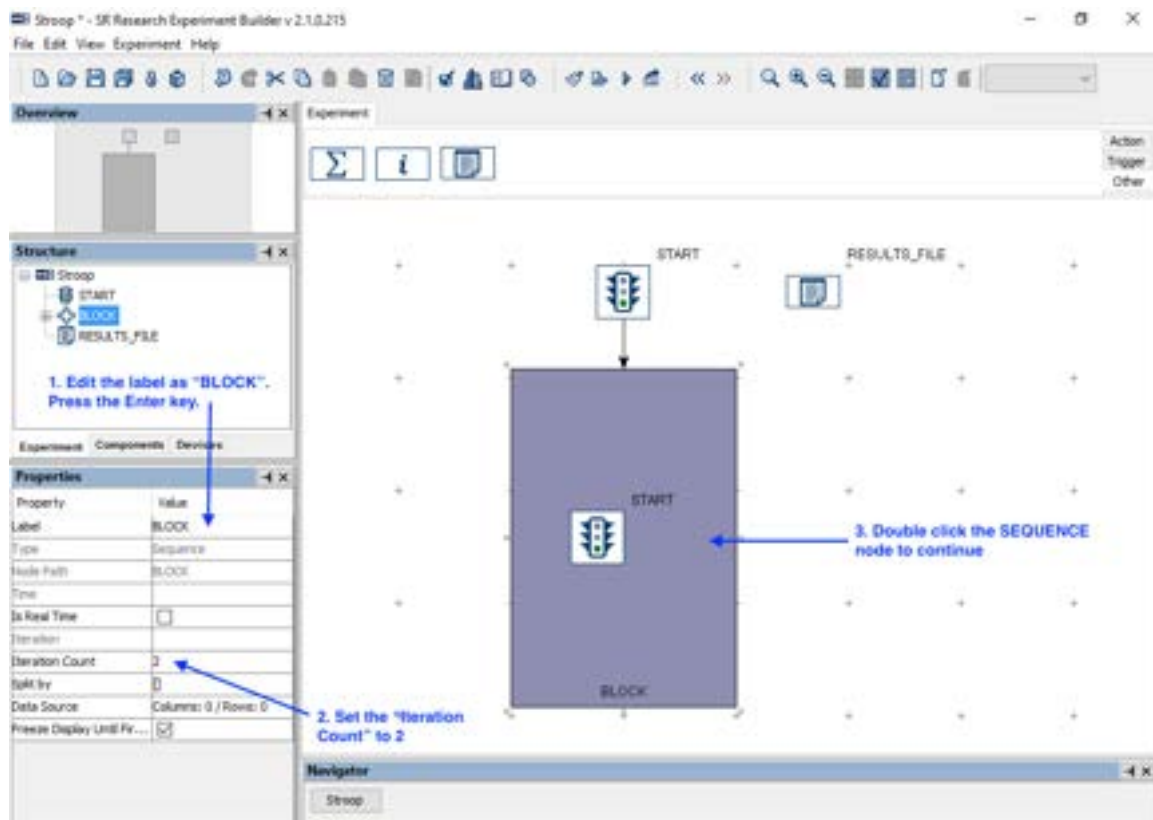 Stroop * - SR Research Experiment Builder v 2.1.0.215
File Edit View Experiment Help
Overview
Experiment
Action
Trigger
Other
Structure
Stroop
START
BLOCK
RESULTS_FILE
1. Edit the label as "BLOCK".
Press the Enter key.
Experiment Components Devices
Properties
Property Value
Label BLOCK
Type Sequence
Node Path BLOCK
Time
Is Real Time
Iteration
Iteration Count 2
Split by []
Data Source Columns: 0 / Rows: 0
Freeze Display Until Fir...
START
RESULTS_FILE
START
3. Double click the SEQUENCE
node to continue
BLOCK
2. Set the "Iteration
Count" to 2
Navigator
Stroop